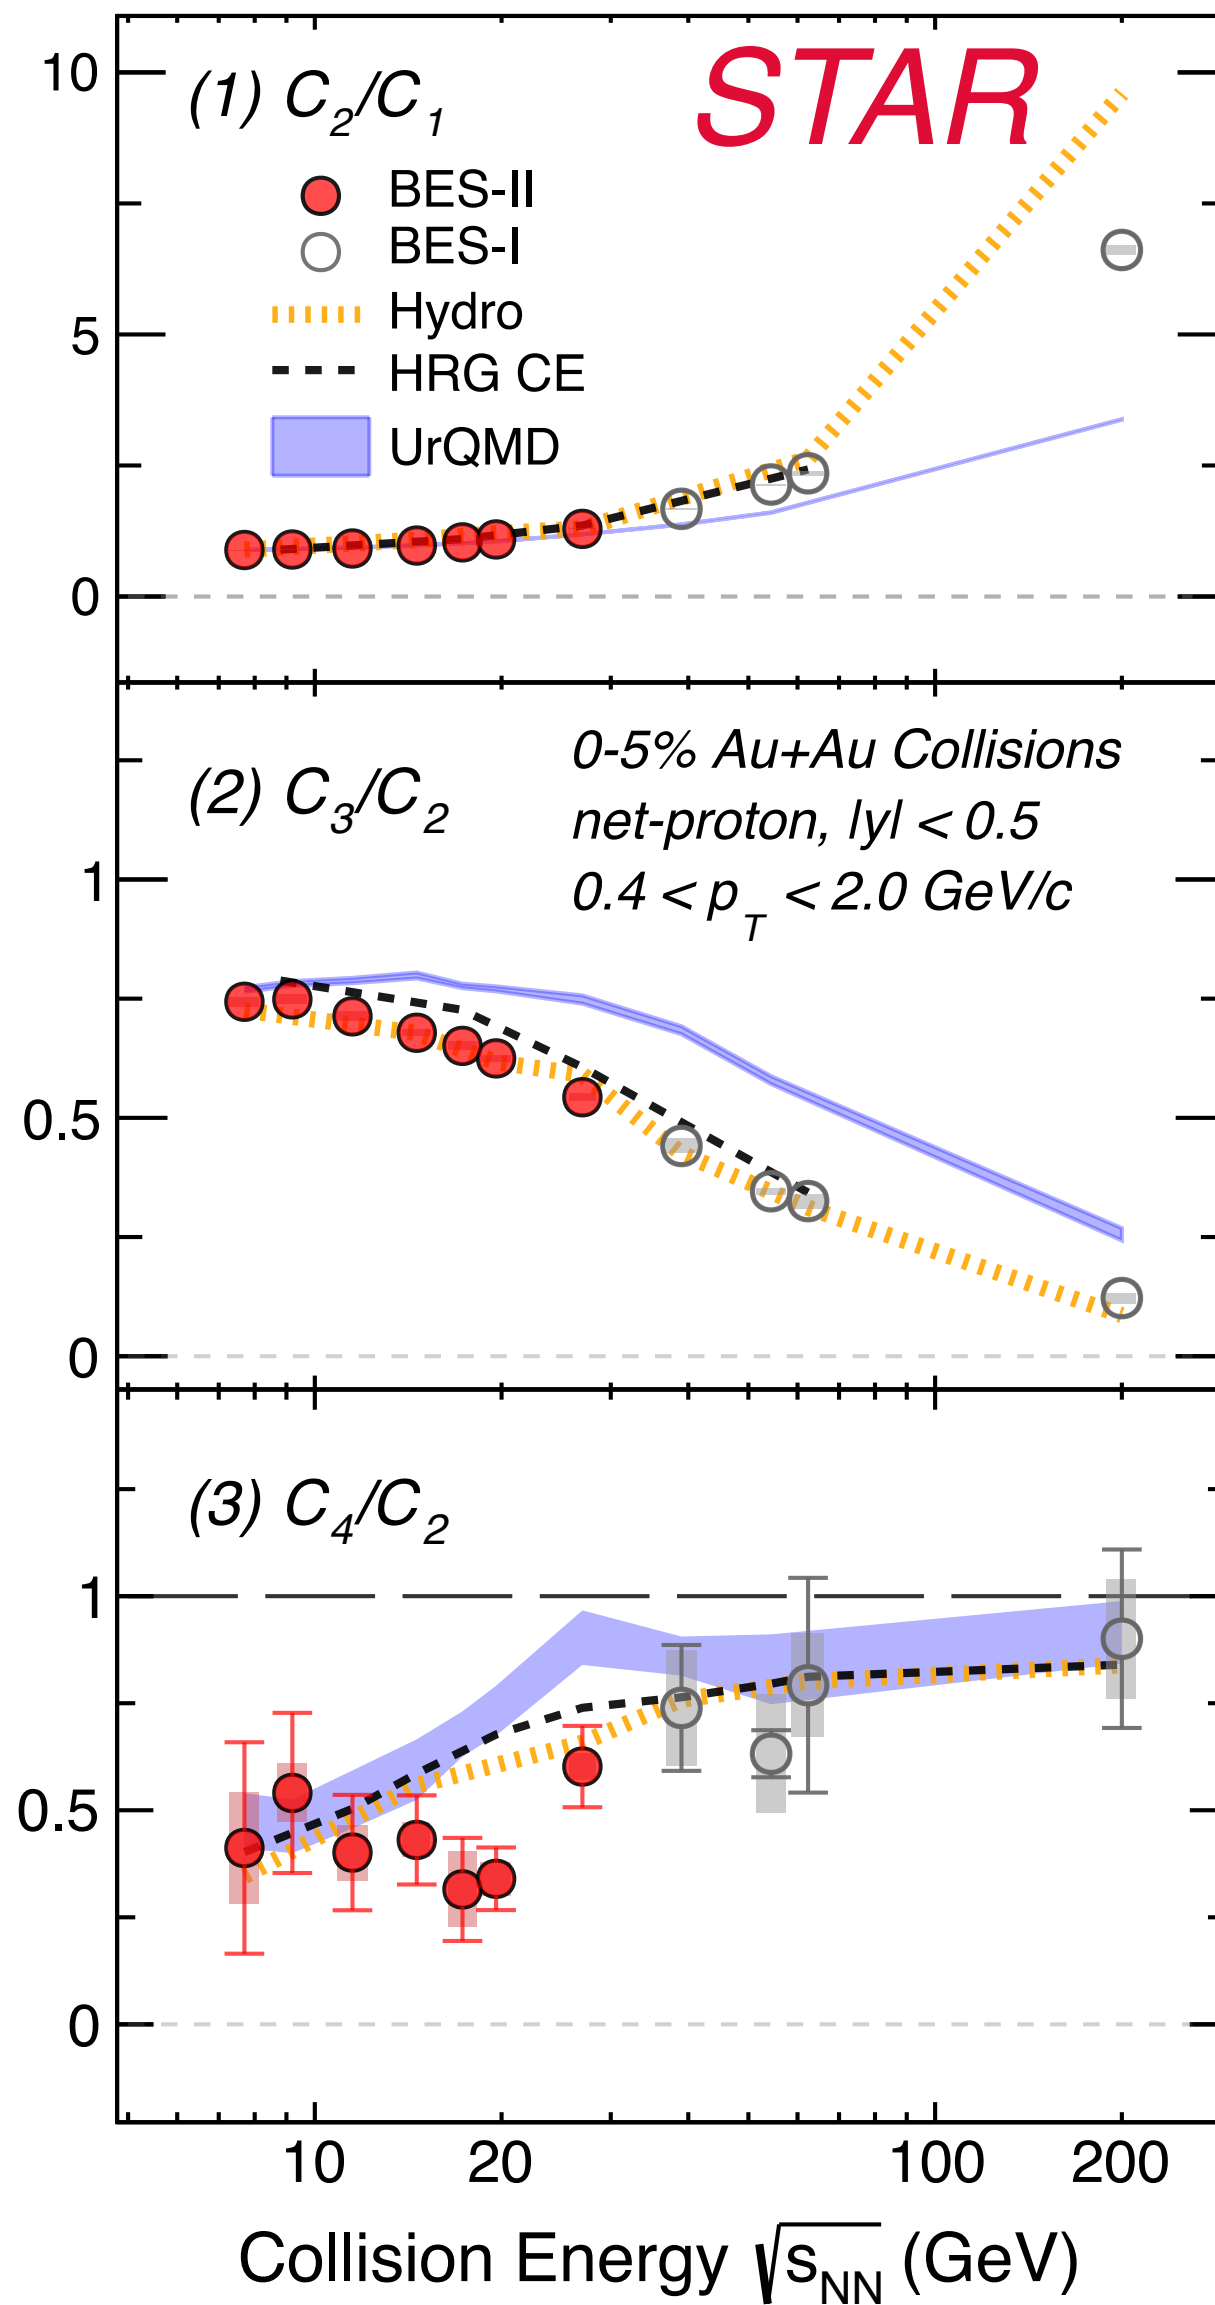 STAR
10
(1) C2/C1
BES-II
BES-I
Hydro
5
HRG CE
UrQMD
0
0-5% Au+Au Collisions
(2) C3/C2
net-proton, lyl < 0.5
1
0.4 < pT < 2.0 GeV/c
0.5
0
(3) C4/C2
1
0.5
0
10 20 100 200
Collision Energy √sNN (GeV)